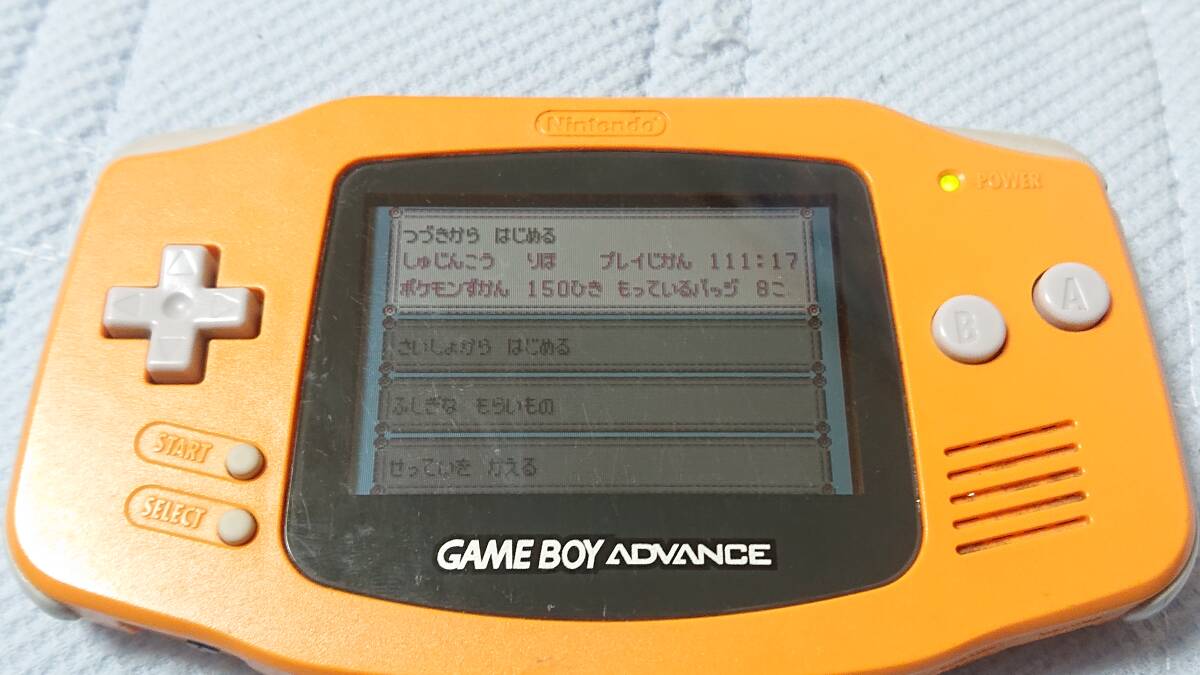 Nintendo
POWER
つづきから はじめる
しゅじんこう りほ プレイじかん 111:17
ポケモンずかん 150ひき もっているバッジ 8こ
さいしょから はじめる
ふしぎな もらいもの
せっていを かえる
B
A
START
SELECT
GAME BOY ADVANCE